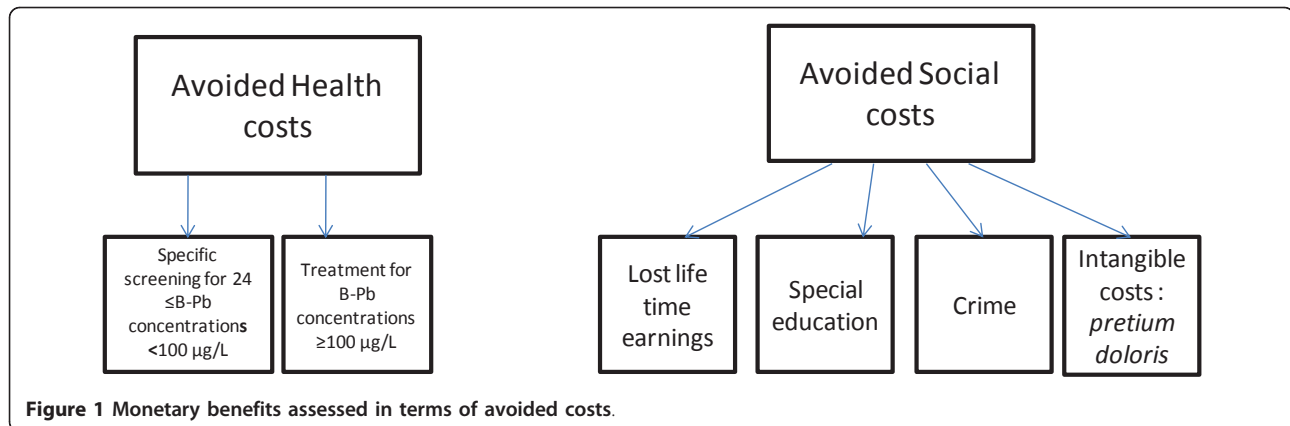 Avoided Health
costs
Avoided Social
costs
Specific
screening for 24
≤B-Pb
concentrations
<100 µg/L
Treatment for
B-Pb
concentrations
≥100 µg/L
Lost life
time
earnings
Special
education
Crime
Intangible
costs :
pretium
doloris
Figure 1 Monetary benefits assessed in terms of avoided costs.